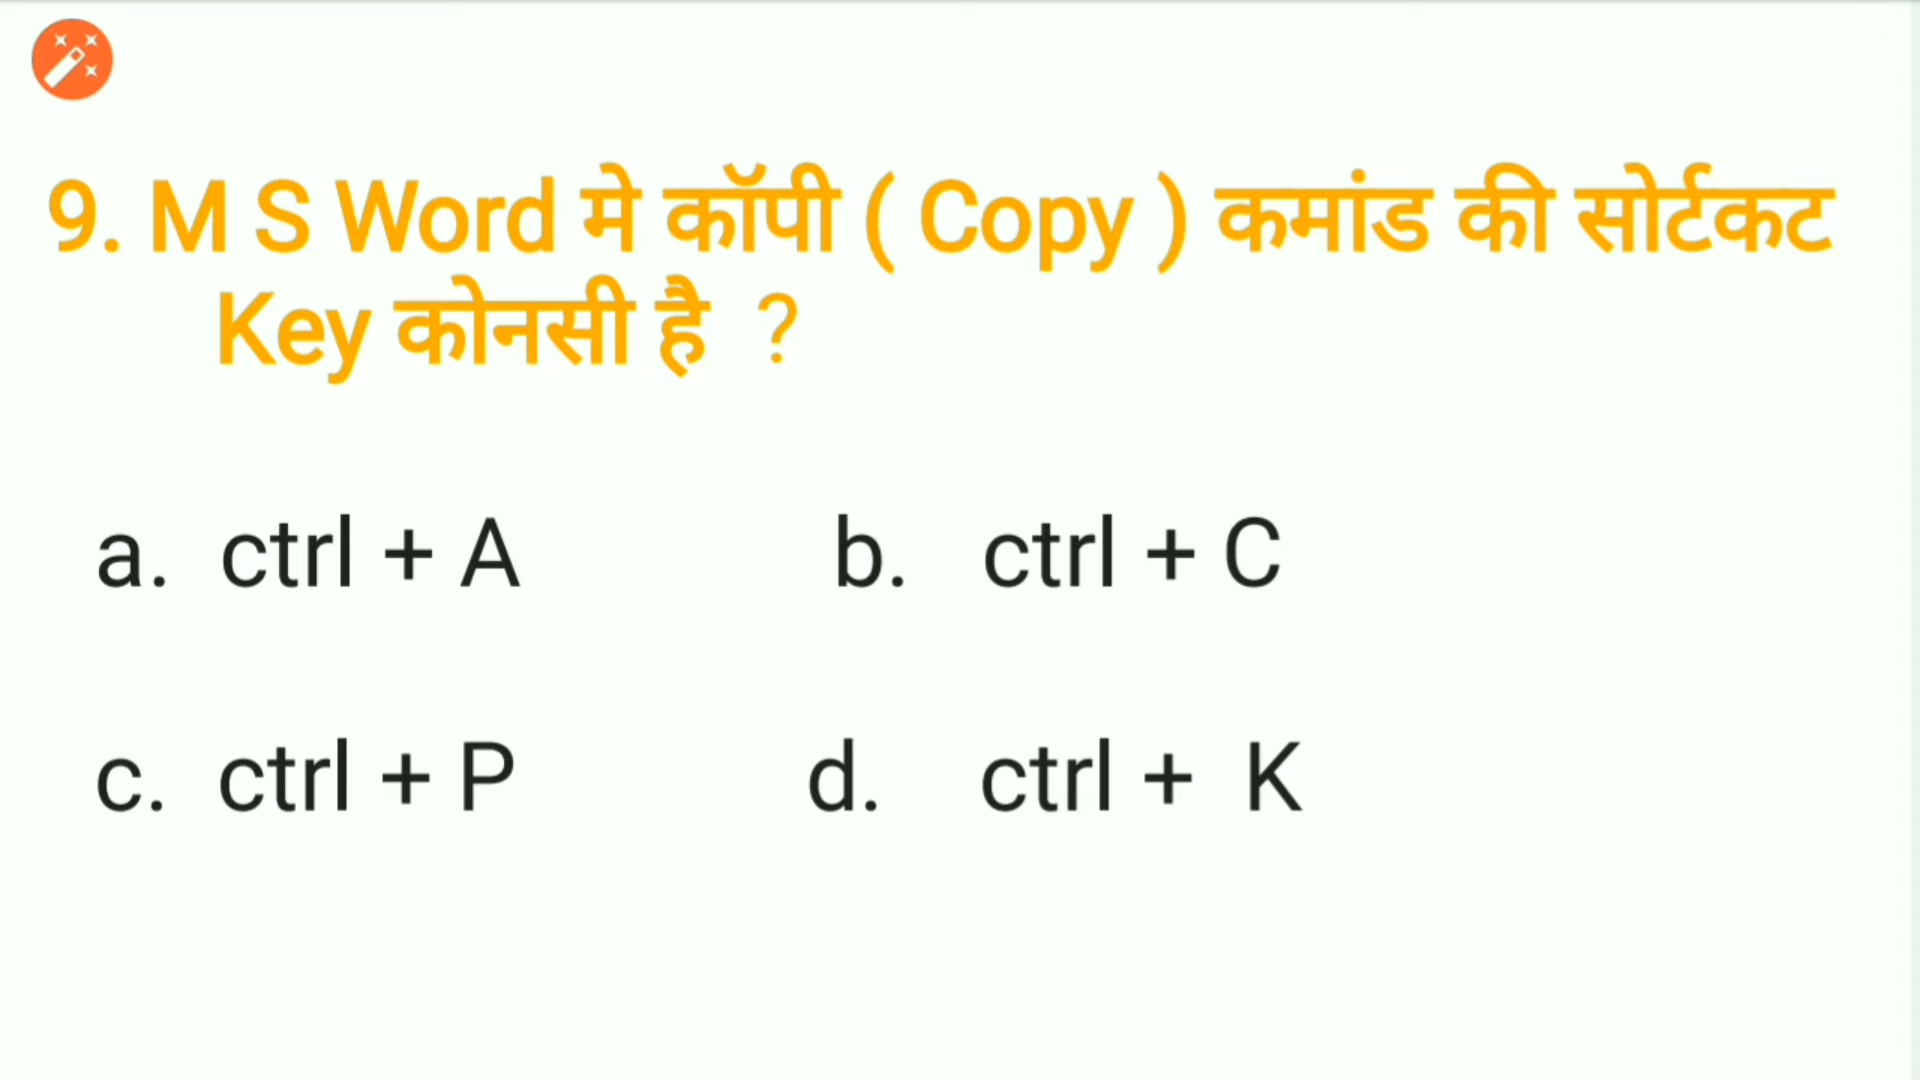 9. M S Word मे कॉपी ( Copy ) कमांड की सोर्टकट
Key कोनसी है ?
a. ctrl + A b. ctrl + C
c. ctrl + P d. ctrl + K